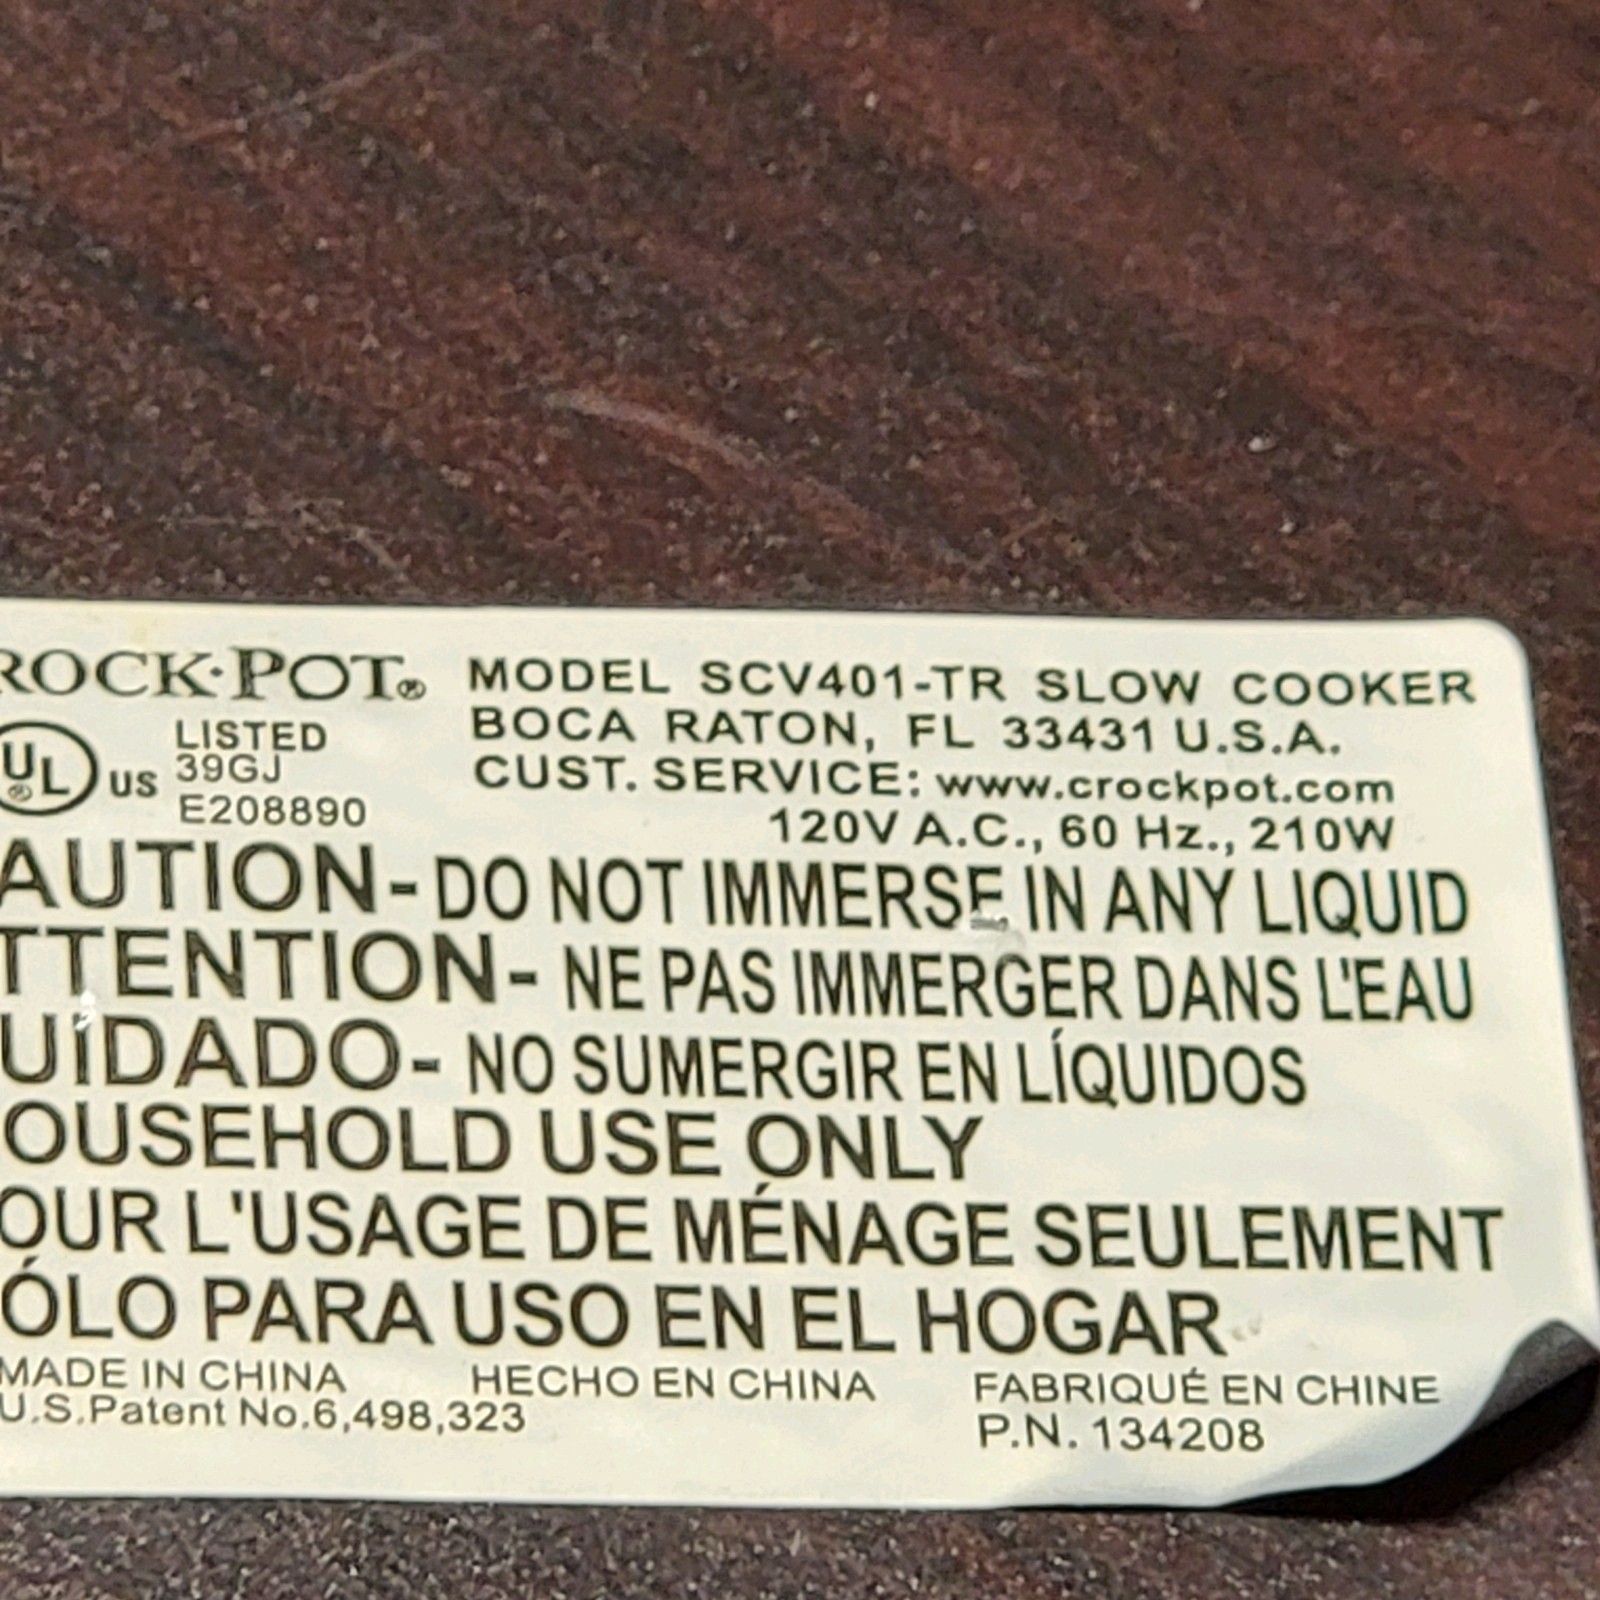 ROCK·POT® MODEL SCV401-TR SLOW COOKER
BOCA RATON, FL 33431 U.S.A.
CUST. SERVICE: www.crockpot.com
120V A.C., 60 Hz., 210W
UL® US LISTED
39GJ
E208890
AUTION- DO NOT IMMERSE IN ANY LIQUID
TTENTION- NE PAS IMMERGER DANS L'EAU
UIDADO- NO SUMERGIR EN LÍQUIDOS
OUSEHOLD USE ONLY
OUR L'USAGE DE MÉNAGE SEULEMENT
ÓLO PARA USO EN EL HOGAR
MADE IN CHINA HECHO EN CHINA FABRIQUÉ EN CHINE
U.S.Patent No.6,498,323 P.N. 134208